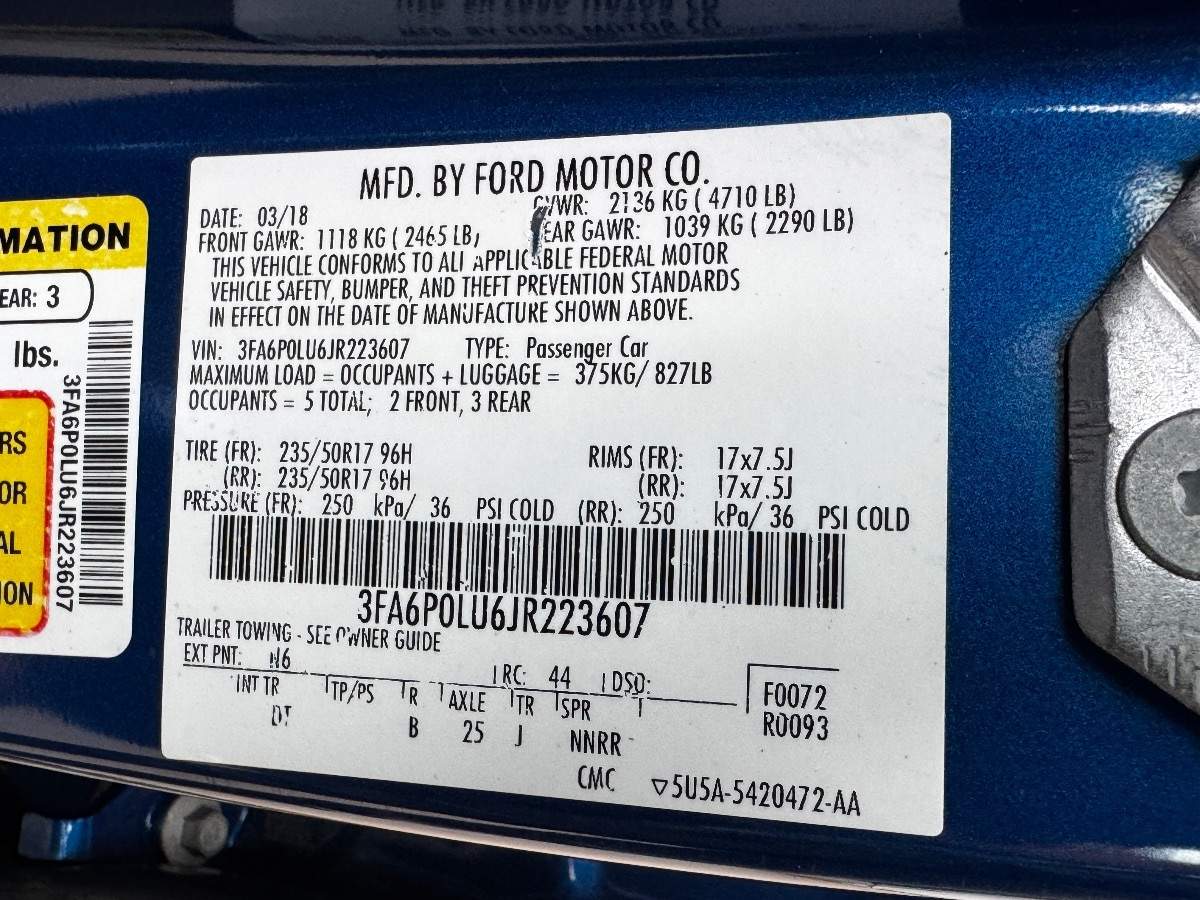 MATION
EAR: 3
lbs.
3FA6P0LU6JR223607
RS
OR
AL
ION
MFD. BY FORD MOTOR CO.
DATE: 03/18 GVWR: 2136 KG ( 4710 LB)
FRONT GAWR: 1118 KG ( 2465 LB) REAR GAWR: 1039 KG ( 2290 LB)
THIS VEHICLE CONFORMS TO ALL APPLICABLE FEDERAL MOTOR
VEHICLE SAFETY, BUMPER, AND THEFT PREVENTION STANDARDS
IN EFFECT ON THE DATE OF MANUFACTURE SHOWN ABOVE.
VIN: 3FA6P0LU6JR223607 TYPE: Passenger Car
MAXIMUM LOAD = OCCUPANTS + LUGGAGE = 375KG/ 827LB
OCCUPANTS = 5 TOTAL; 2 FRONT, 3 REAR
TIRE (FR): 235/50R17 96H RIMS (FR): 17x7.5J
(RR): 235/50R17 96H (RR): 17x7.5J
PRESSURE (FR): 250 kPa/ 36 PSI COLD (RR): 250 kPa/ 36 PSI COLD
3FA6P0LU6JR223607
TRAILER TOWING - SEE OWNER GUIDE
EXT PNT: N6 RC: 44 DSO:
INT TR TP/PS R AXLE TR SPR
DT B 25 J NNRR
F0072
R0093
CMC ▽5U5A-5420472-AA